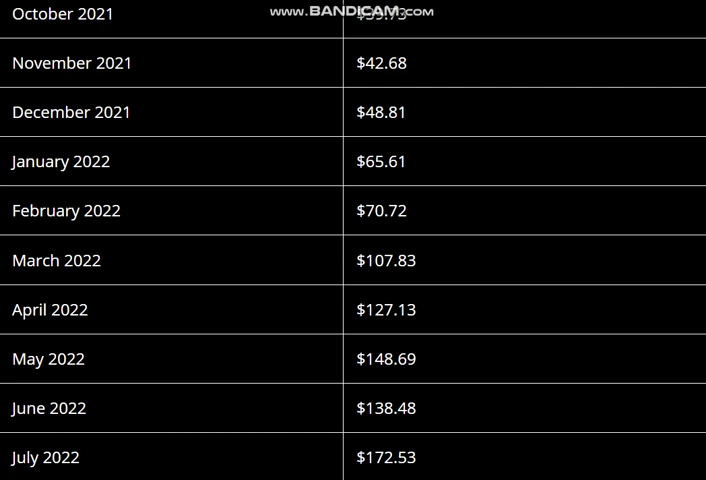 www.BANDICAM.com
October 2021
November 2021 $42.68
December 2021 $48.81
January 2022 $65.61
February 2022 $70.72
March 2022 $107.83
April 2022 $127.13
May 2022 $148.69
June 2022 $138.48
July 2022 $172.53